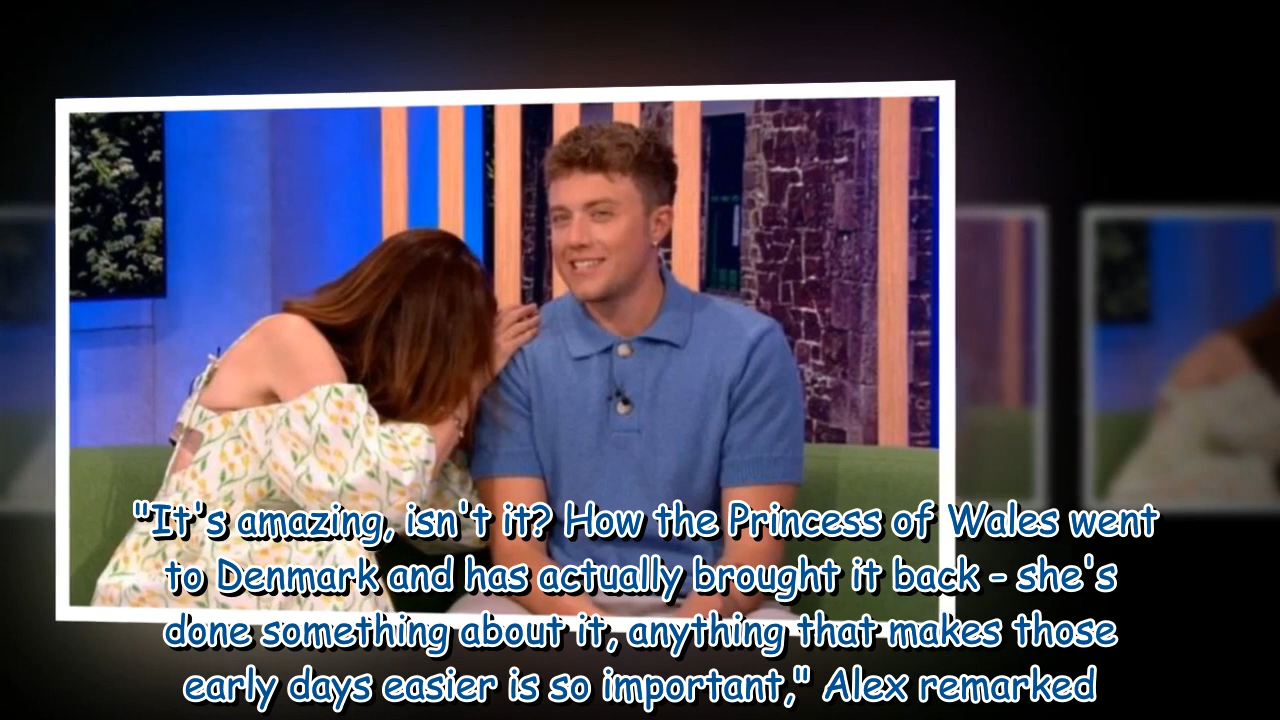 "It's amazing, isn't it? How the Princess of Wales went
to Denmark and has actually brought it back - she's
done something about it, anything that makes those
early days easier is so important," Alex remarked